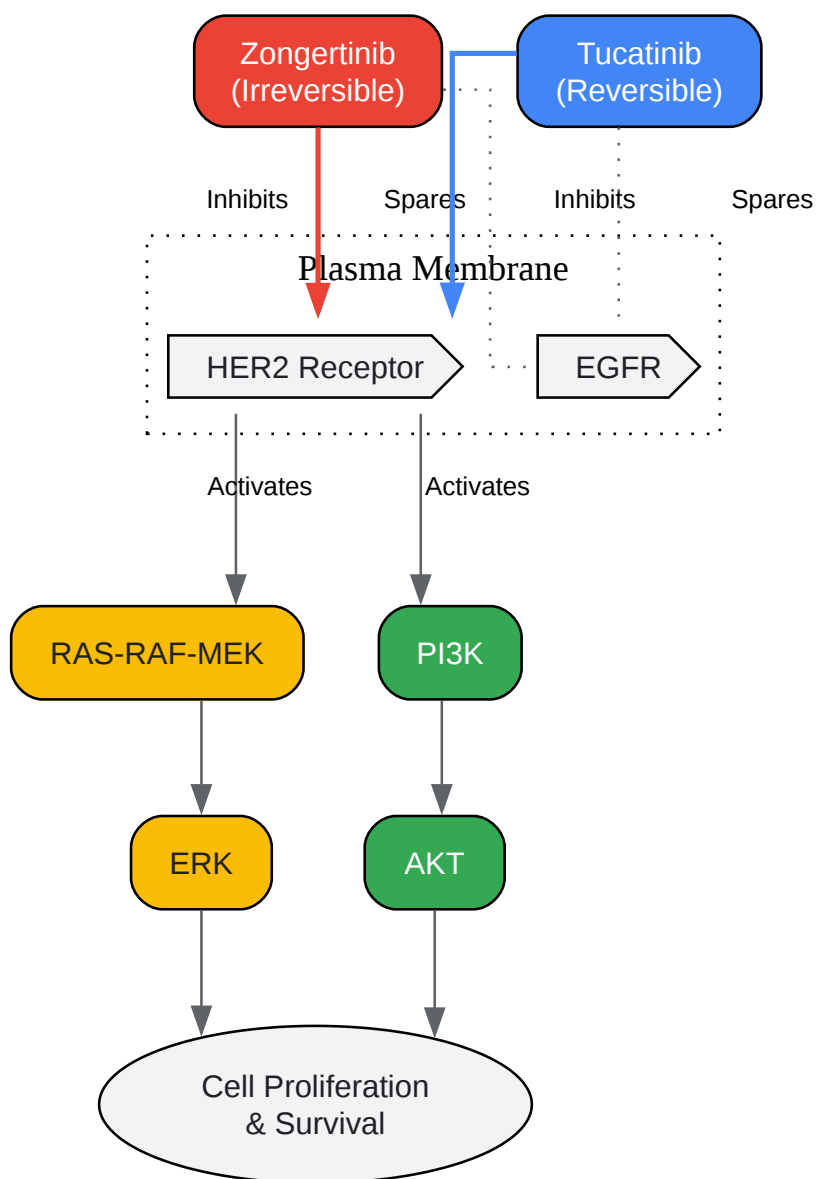 Zongertinib
(Irreversible)
Tucatinib
(Reversible)
Inhibits
Spares
Inhibits
Spares
Plasma Membrane
HER2 Receptor
EGFR
Activates
Activates
RAS-RAF-MEK
PI3K
ERK
AKT
Cell Proliferation
& Survival